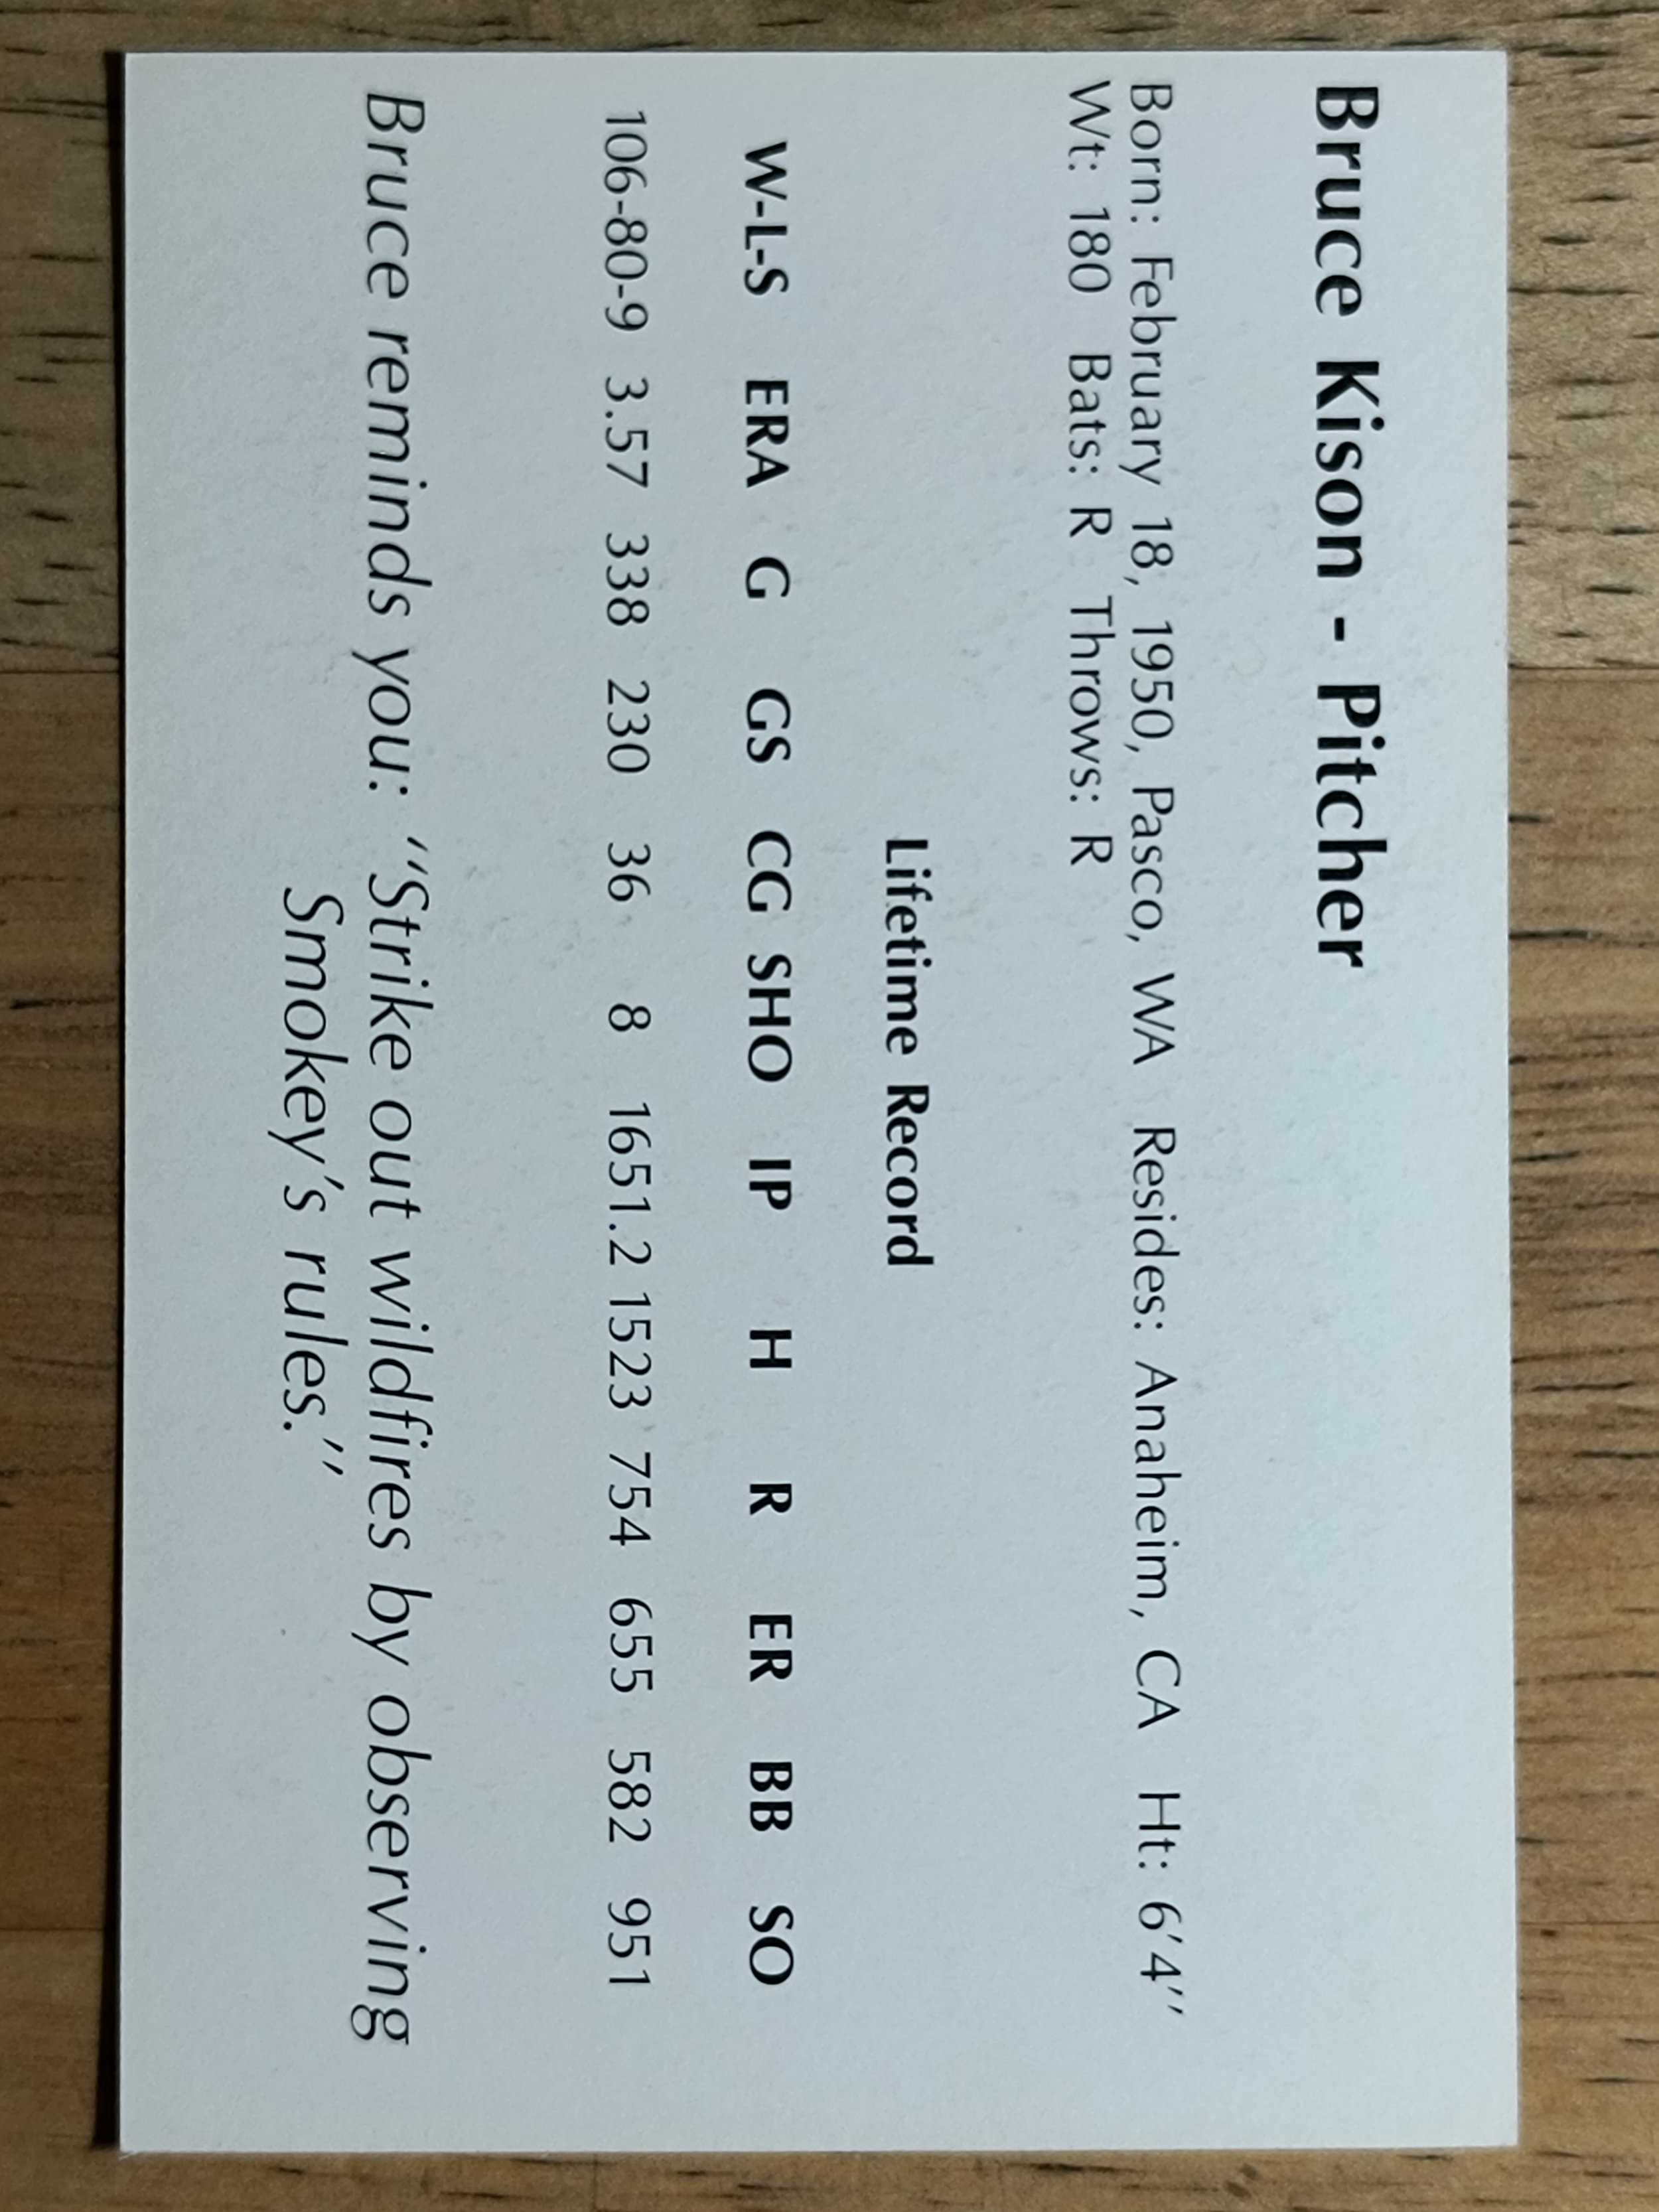 Bruce Kison - Pitcher
Born: February 18, 1950, Pasco, WA Resides: Anaheim, CA Ht: 6'4''
Wt: 180 Bats: R Throws: R
Lifetime Record
W-L-S ERA G GS CG SHO IP H R ER BB SO
106-80-9 3.57 338 230 36 8 1651.2 1523 754 655 582 951
Bruce reminds you: ''Strike out wildfires by observing
Smokey's rules.''